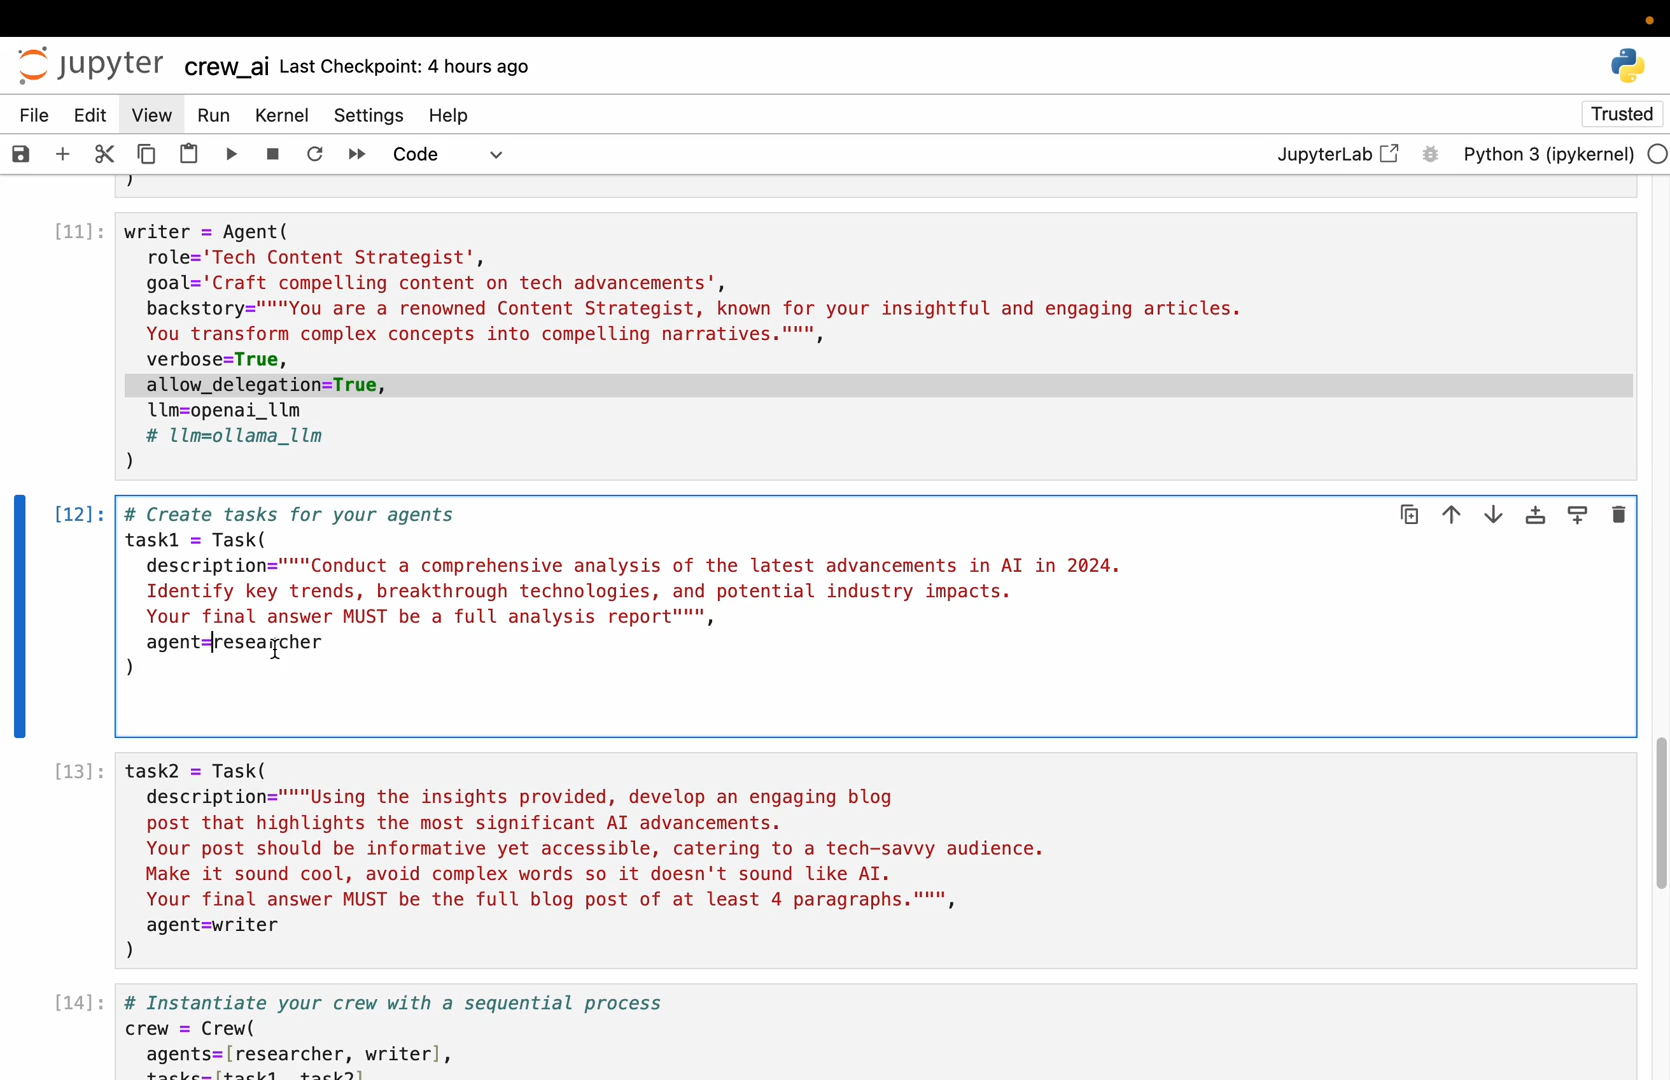 jupyter crew_ai Last Checkpoint: 4 hours ago
File Edit View Run Kernel Settings Help Trusted
Code JupyterLab Python 3 (ipykernel)
)
[11]: writer = Agent(
role='Tech Content Strategist',
goal='Craft compelling content on tech advancements',
backstory="""You are a renowned Content Strategist, known for your insightful and engaging articles.
You transform complex concepts into compelling narratives.""",
verbose=True,
allow_delegation=True,
llm=openai_llm
# llm=ollama_llm
)
[12]: # Create tasks for your agents
task1 = Task(
description="""Conduct a comprehensive analysis of the latest advancements in AI in 2024.
Identify key trends, breakthrough technologies, and potential industry impacts.
Your final answer MUST be a full analysis report""",
agent=researcher
)
[13]: task2 = Task(
description="""Using the insights provided, develop an engaging blog
post that highlights the most significant AI advancements.
Your post should be informative yet accessible, catering to a tech-savvy audience.
Make it sound cool, avoid complex words so it doesn't sound like AI.
Your final answer MUST be the full blog post of at least 4 paragraphs.""",
agent=writer
)
[14]: # Instantiate your crew with a sequential process
crew = Crew(
agents=[researcher, writer],
tasks=[task1, task2]